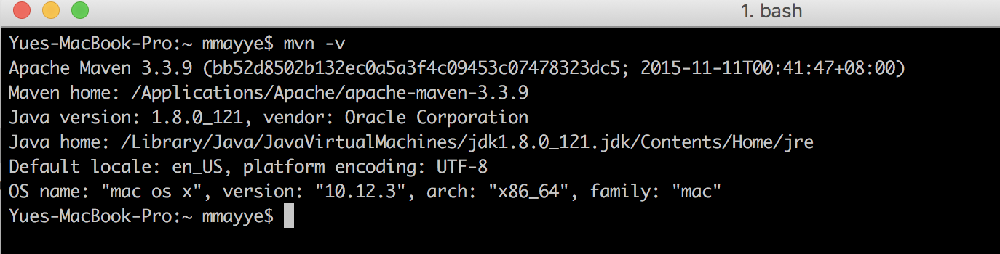 1. bash
Yues-MacBook-Pro:~ mmayye$ mvn -v
Apache Maven 3.3.9 (bb52d8502b132ec0a5a3f4c09453c07478323dc5; 2015-11-11T00:41:47+08:00)
Maven home: /Applications/Apache/apache-maven-3.3.9
Java version: 1.8.0_121, vendor: Oracle Corporation
Java home: /Library/Java/JavaVirtualMachines/jdk1.8.0_121.jdk/Contents/Home/jre
Default locale: en_US, platform encoding: UTF-8
OS name: "mac os x", version: "10.12.3", arch: "x86_64", family: "mac"
Yues-MacBook-Pro:~ mmayye$